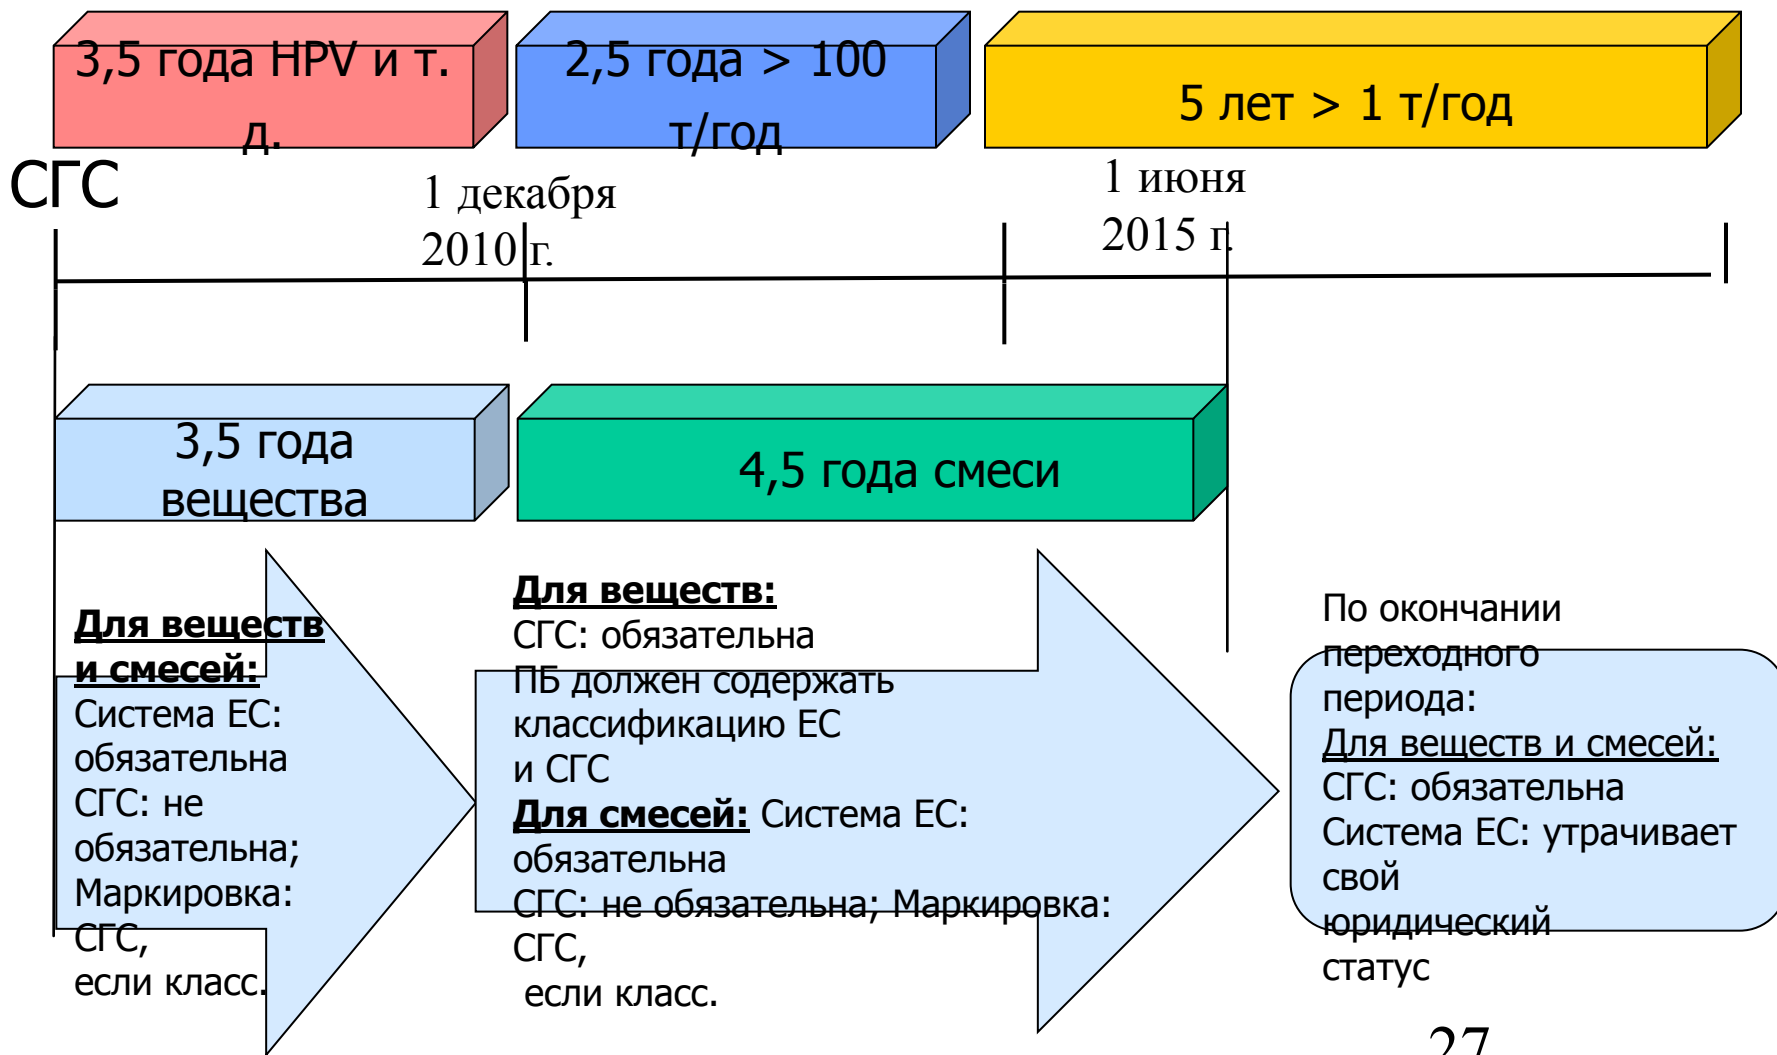 3,5 года HPV и т.
д.
2,5 года > 100
т/год
5 лет > 1 т/год
СГС
1 декабря
2010 г.
1 июня
2015 г.
3,5 года
вещества
4,5 года смеси
Для веществ
и смесей:
Система ЕС:
обязательна
СГС: не
обязательна;
Маркировка:
СГС,
если класс.
Для веществ:
СГС: обязательна
ПБ должен содержать
классификацию ЕС
и СГС
Для смесей: Система ЕС:
обязательна
СГС: не обязательна; Маркировка:
СГС,
если класс.
По окончании
переходного
периода:
Для веществ и смесей:
СГС: обязательна
Система ЕС: утрачивает
свой
юридический
статус
27